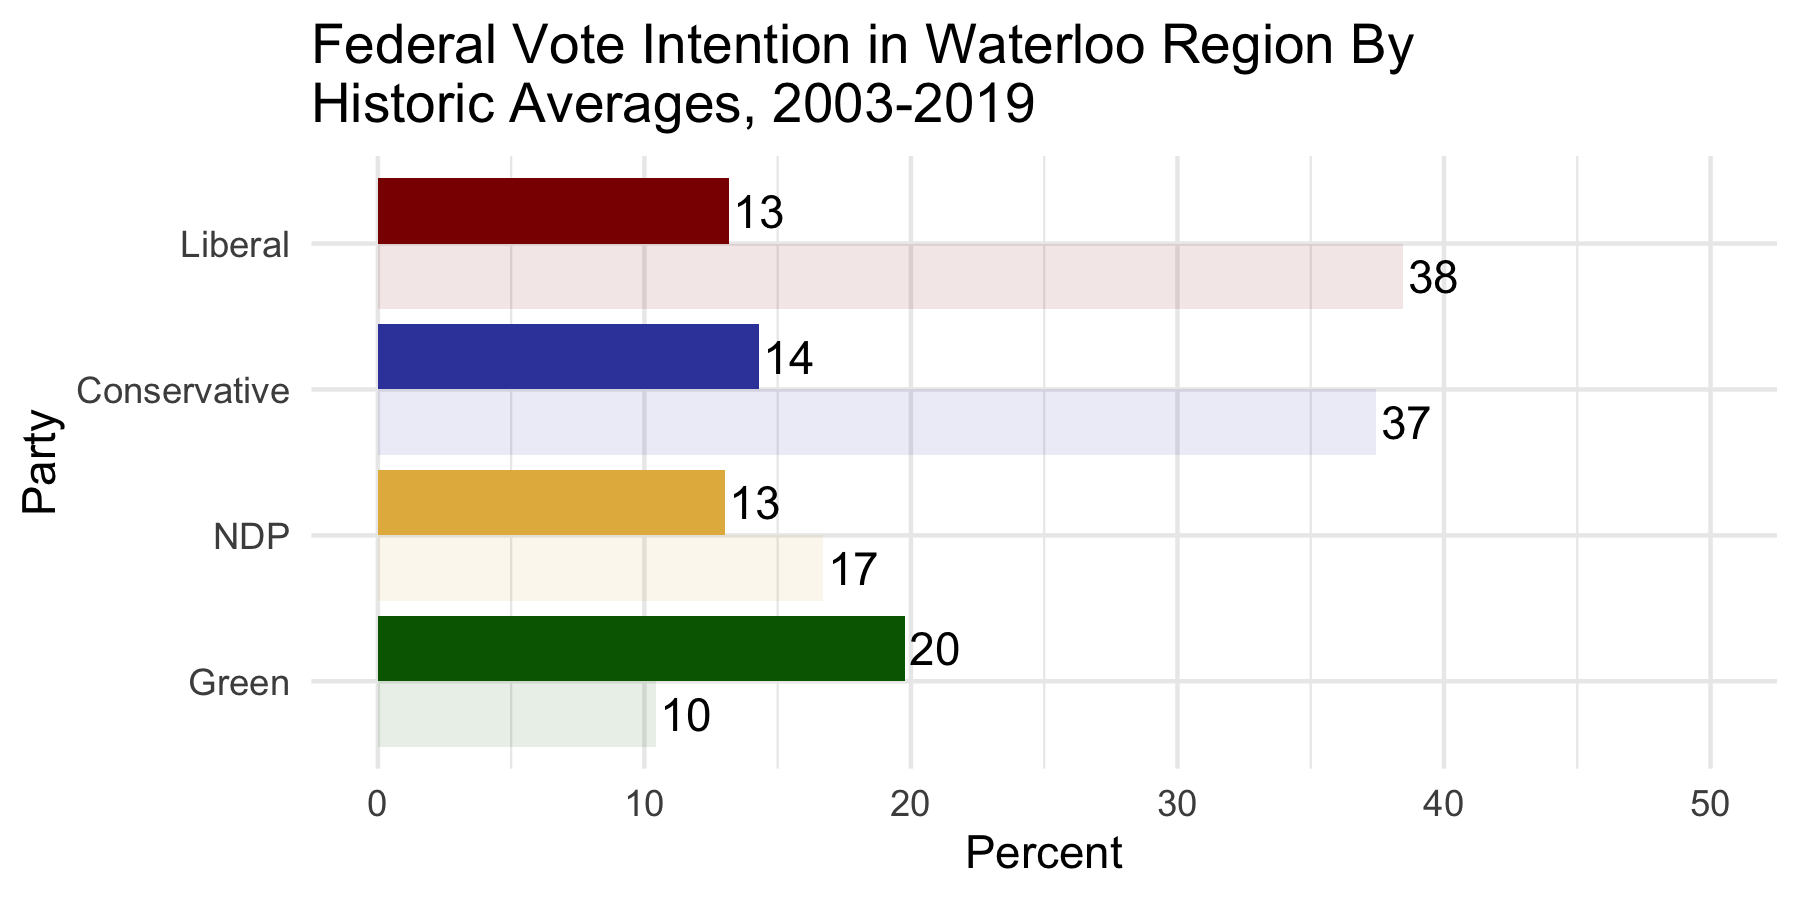 Federal Vote Intention in Waterloo Region By
Historic Averages, 2003-2019
Party
Liberal
13
38
Conservative
14
37
NDP
13
17
Green
20
10
0 10 20 30 40 50
Percent